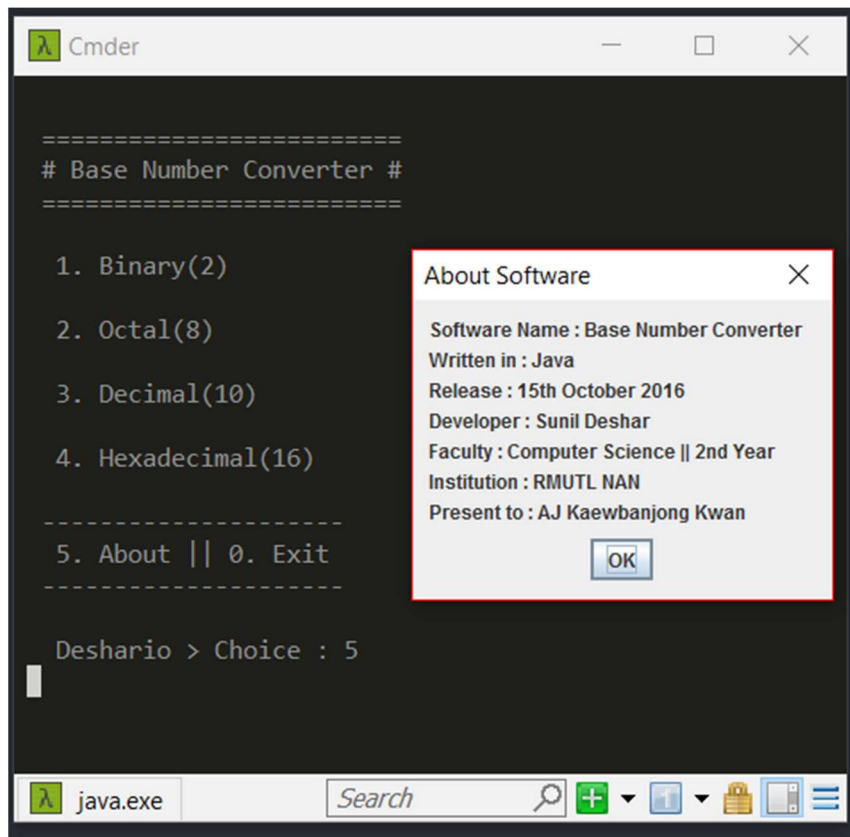 Cmder
=========================
# Base Number Converter #
=========================
1. Binary(2)
2. Octal(8)
3. Decimal(10)
4. Hexadecimal(16)
---------------------
5. About || 0. Exit
---------------------
Deshario > Choice : 5
About Software
Software Name : Base Number Converter
Written in : Java
Release : 15th October 2016
Developer : Sunil Deshar
Faculty : Computer Science || 2nd Year
Institution : RMUTL NAN
Present to : AJ Kaewbanjong Kwan
OK
λ java.exe
Search
1